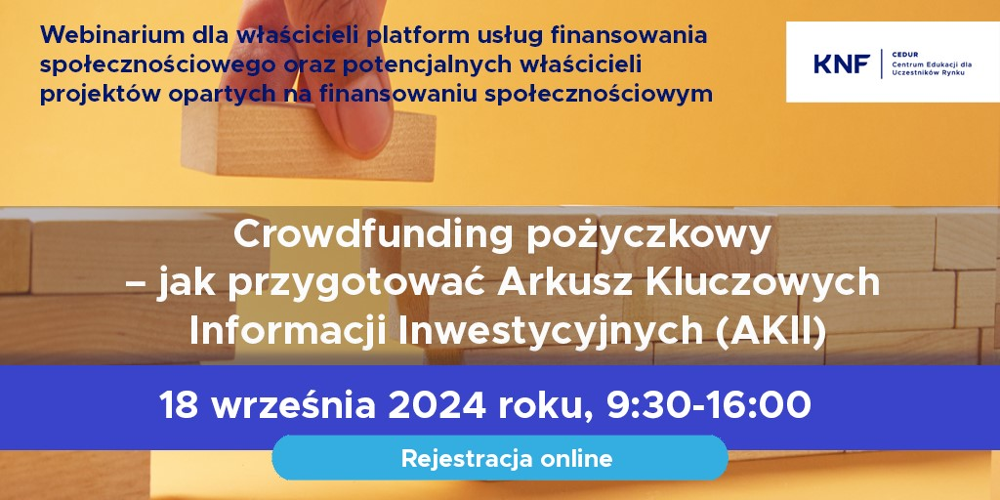 Webinarium dla właścicieli platform usług finansowania
społecznościowego oraz potencjalnych właścicieli
projektów opartych na finansowaniu społecznościowym
KNF
CEDUR
Centrum Edukacji dla
Uczestników Rynku
Crowdfunding pożyczkowy
– jak przygotować Arkusz Kluczowych
Informacji Inwestycyjnych (AKII)
18 września 2024 roku, 9:30-16:00
Rejestracja online